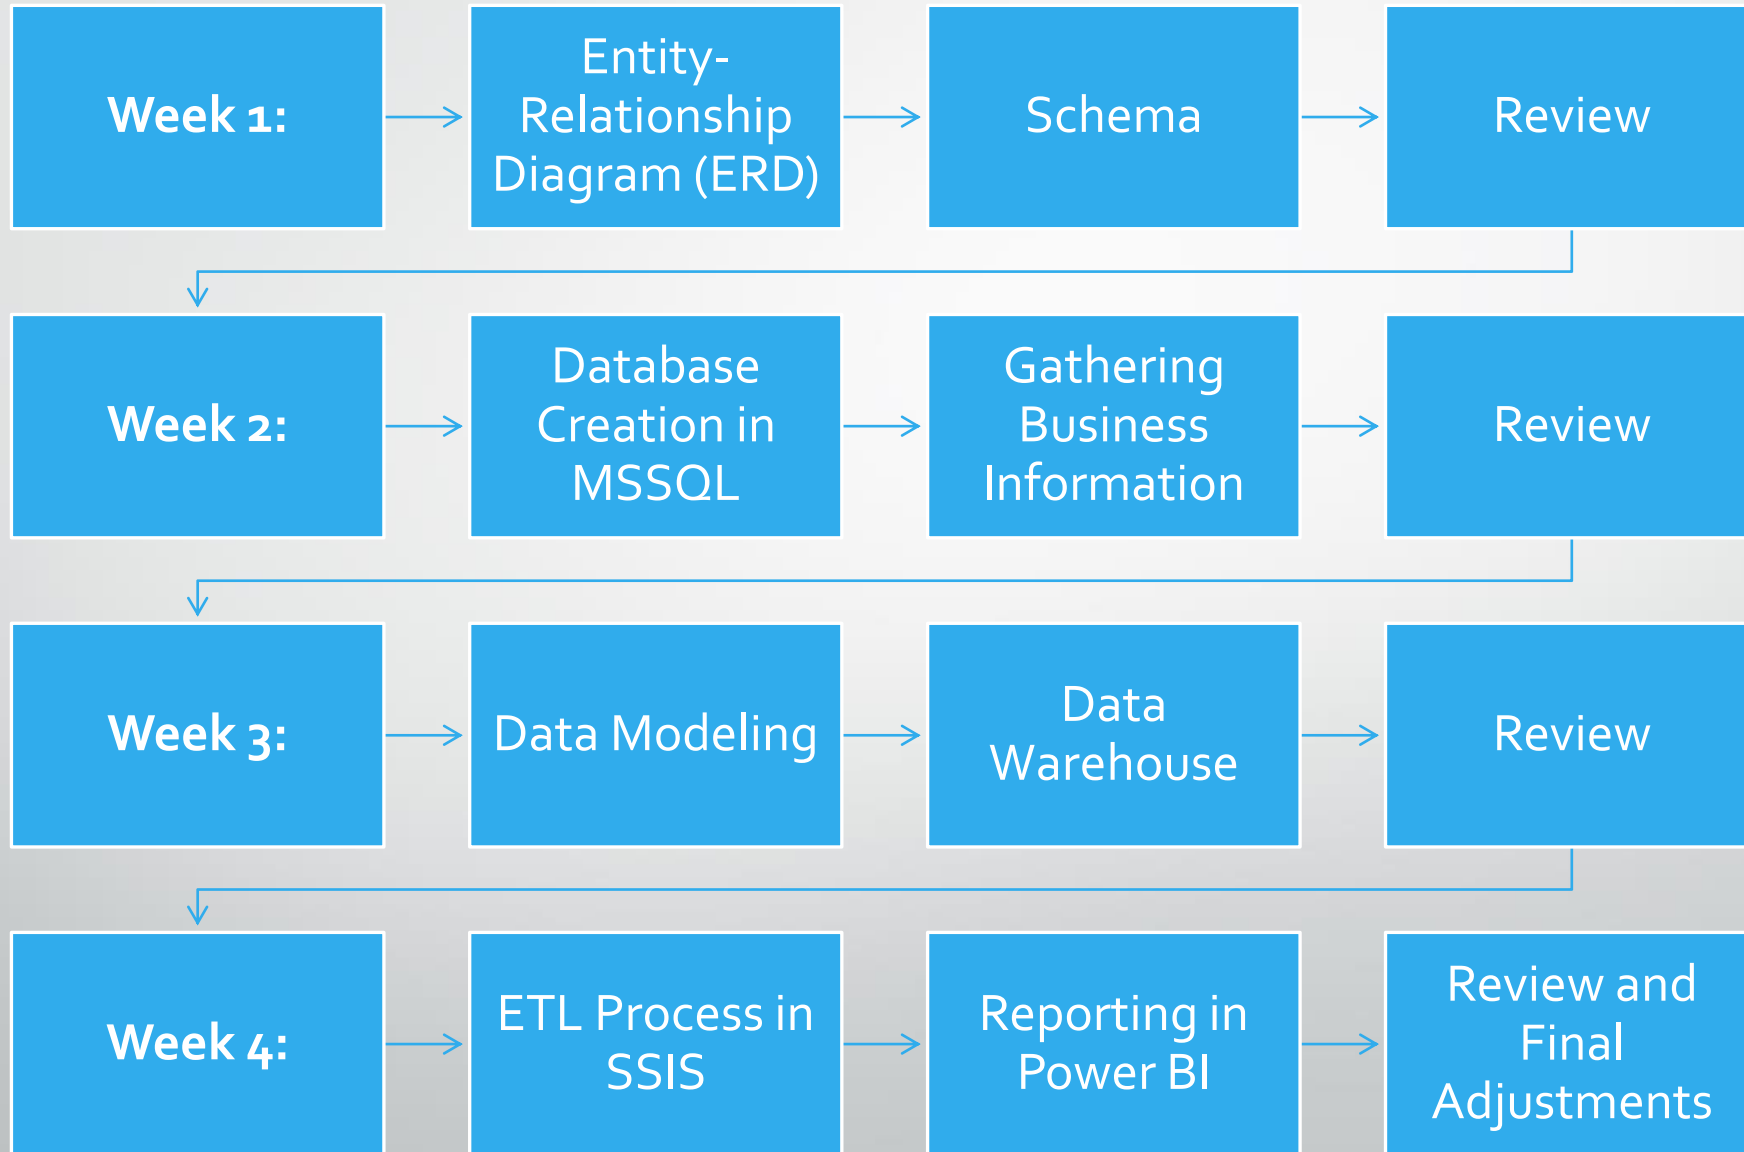 Week 1:
Entity-
Relationship
Diagram (ERD)
Schema
Review
Week 2:
Database
Creation in
MSSQL
Gathering
Business
Information
Review
Week 3:
Data Modeling
Data
Warehouse
Review
Week 4:
ETL Process in
SSIS
Reporting in
Power BI
Review and
Final
Adjustments